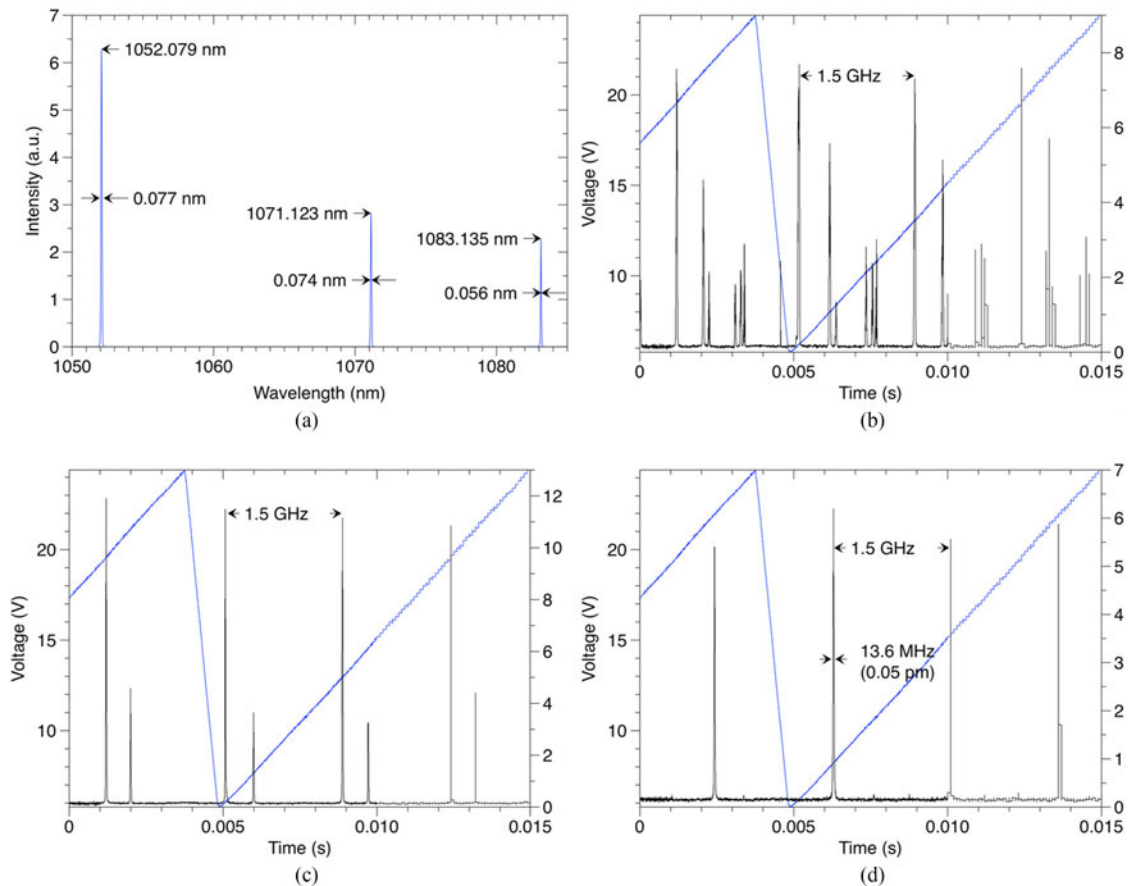 7
6
5
4
3
2
1
0
Intensity (a.u.)
1052.079 nm
0.077 nm
1071.123 nm
0.074 nm
1083.135 nm
0.056 nm
1050 1060 1070 1080
Wavelength (nm)
(a)
20
15
10
Voltage (V)
1.5 GHz
8
6
4
2
0
0 0.005 0.010 0.015
Time (s)
(b)
20
15
10
Voltage (V)
1.5 GHz
12
10
8
6
4
2
0
0 0.005 0.010 0.015
Time (s)
(c)
20
15
10
Voltage (V)
1.5 GHz
13.6 MHz
(0.05 pm)
7
6
5
4
3
2
1
0
0 0.005 0.010 0.015
Time (s)
(d)